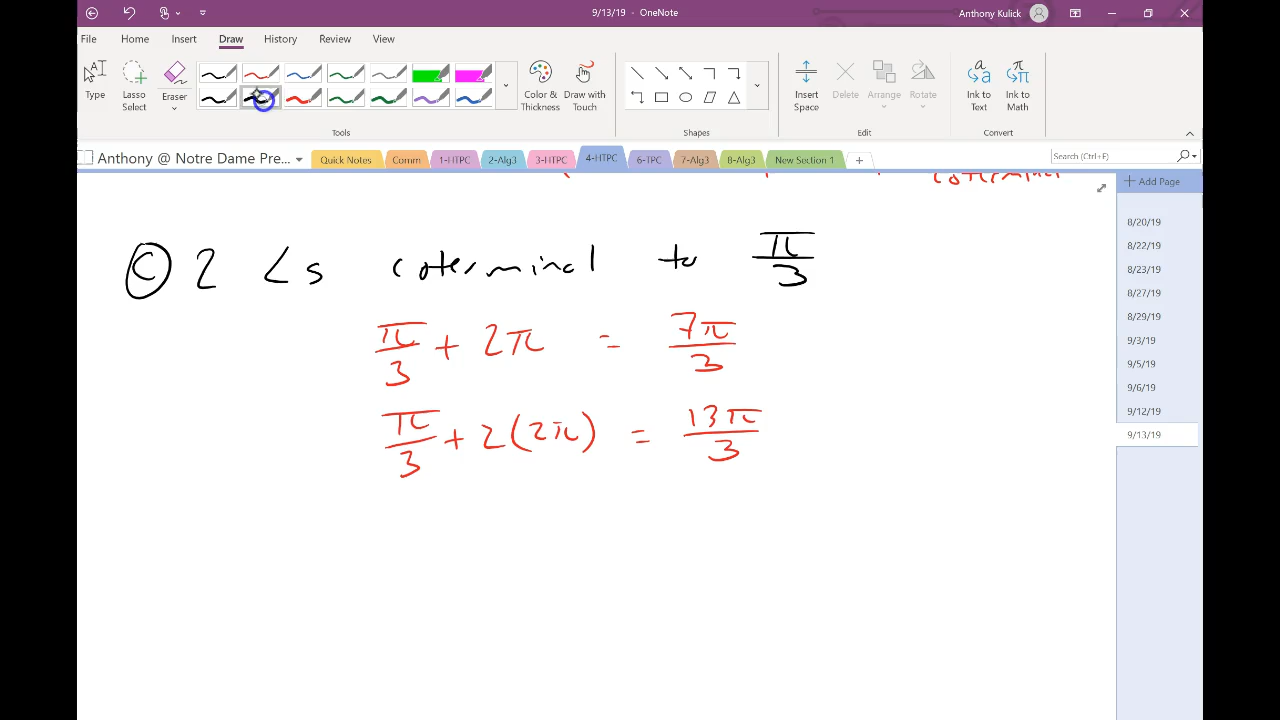 9/13/19 - OneNote
Anthony Kulick
File Home Insert Draw History Review View
Type
Lasso Select
Eraser
Color & Thickness
Draw with Touch
Insert Space
Delete
Arrange
Rotate
Ink to Text
Ink to Math
Tools
Shapes
Edit
Convert
Anthony @ Notre Dame Pre...
Quick Notes Comm 1-HTPC 2-Alg3 3-HTPC 4-HTPC 6-TPC 7-Alg3 8-Alg3 New Section 1 +
Search (Ctrl+F)
+ Add Page
coterminal
8/20/19
8/22/19
8/23/19
8/27/19
8/29/19
9/3/19
9/5/19
9/6/19
9/12/19
9/13/19
Ⓒ 2 ∠s coterminal to π/3
π/3 + 2π = 7π/3
π/3 + 2(2π) = 13π/3